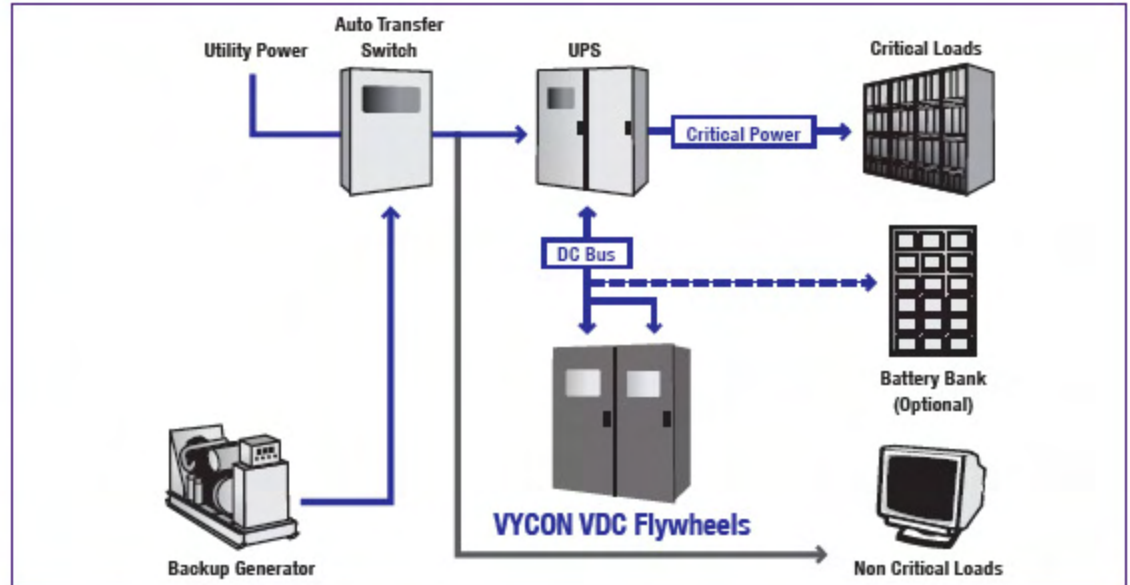 Auto Transfer
Switch
Utility Power
UPS
Critical Loads
Critical Power
DC Bus
Battery Bank
(Optional)
VYCON VDC Flywheels
Backup Generator
Non Critical Loads